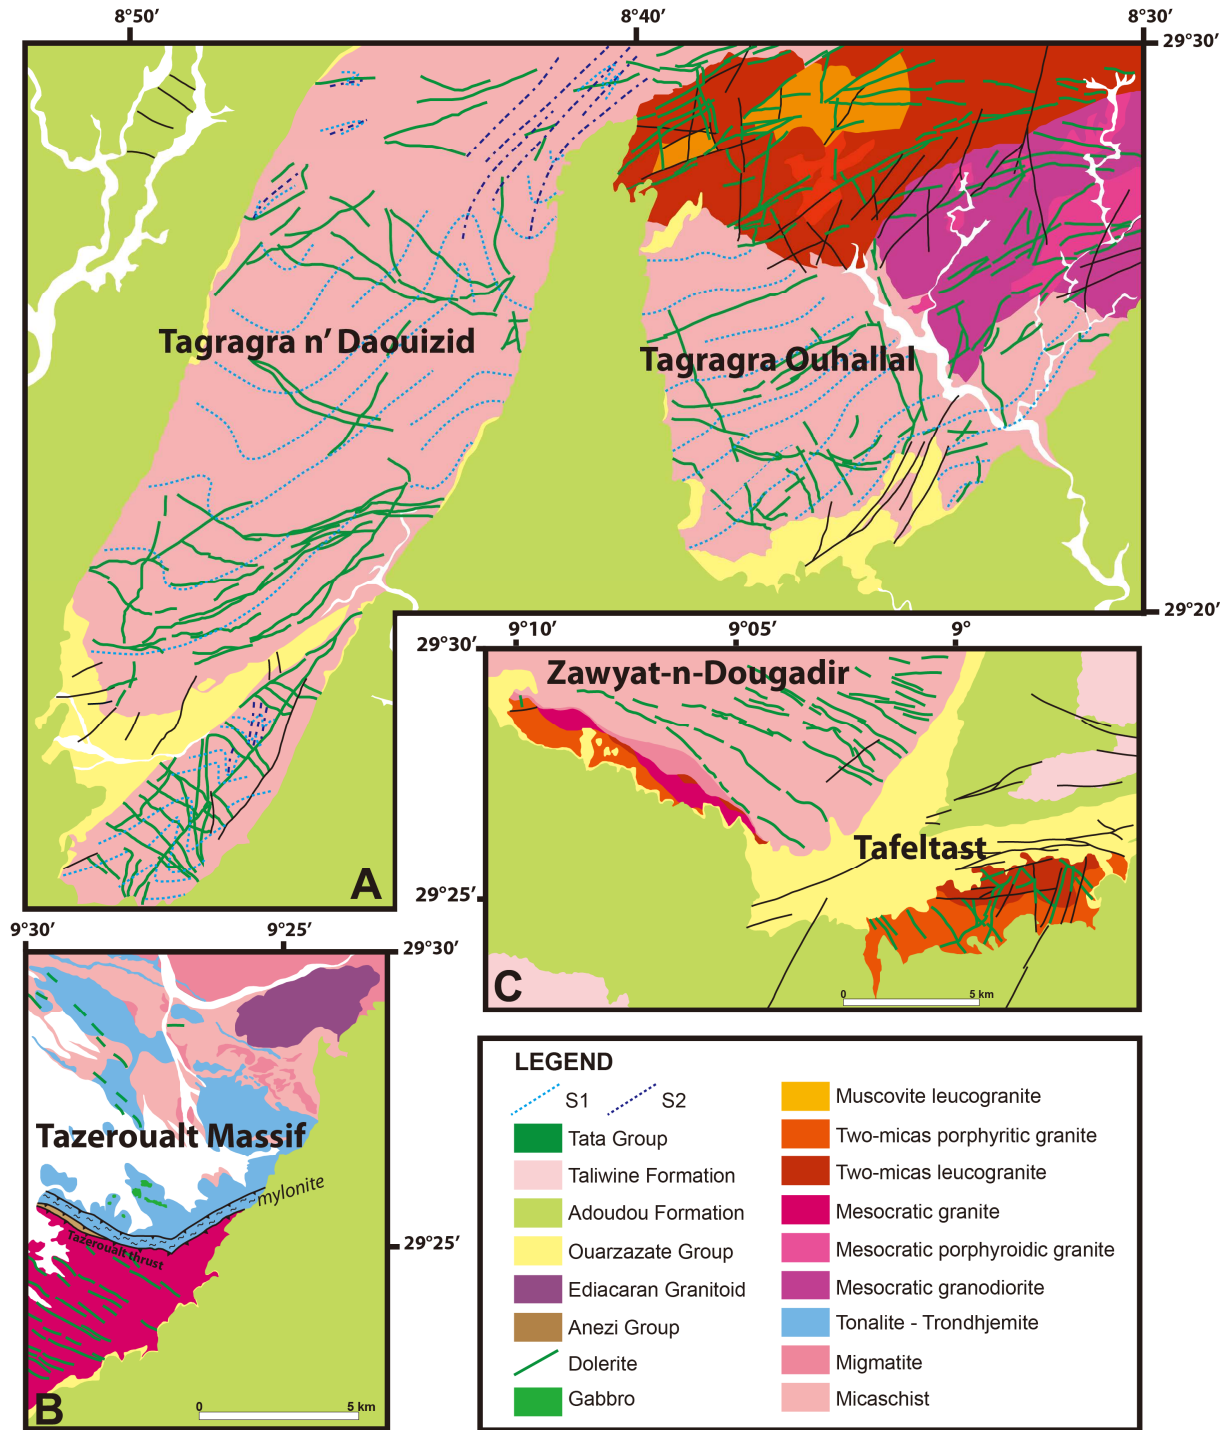 8°50′ 8°40′ 8°30′
29°30′
Tagragra n’ Daouizid
Tagragra Ouhallal
29°20′
A
9°10′ 9°05′ 9°
29°30′
Zawyat-n-Dougadir
Tafeltast
29°25′
C
0 5 km
9°30′ 9°25′
29°30′
Tazeroualt Massif
mylonite
Tazeroualt thrust
29°25′
B
0 5 km
LEGEND
S1 S2
Tata Group
Taliwine Formation
Adoudou Formation
Ouarzazate Group
Ediacaran Granitoid
Anezi Group
Dolerite
Gabbro
Muscovite leucogranite
Two-micas porphyritic granite
Two-micas leucogranite
Mesocratic granite
Mesocratic porphyroidic granite
Mesocratic granodiorite
Tonalite - Trondhjemite
Migmatite
Micaschist